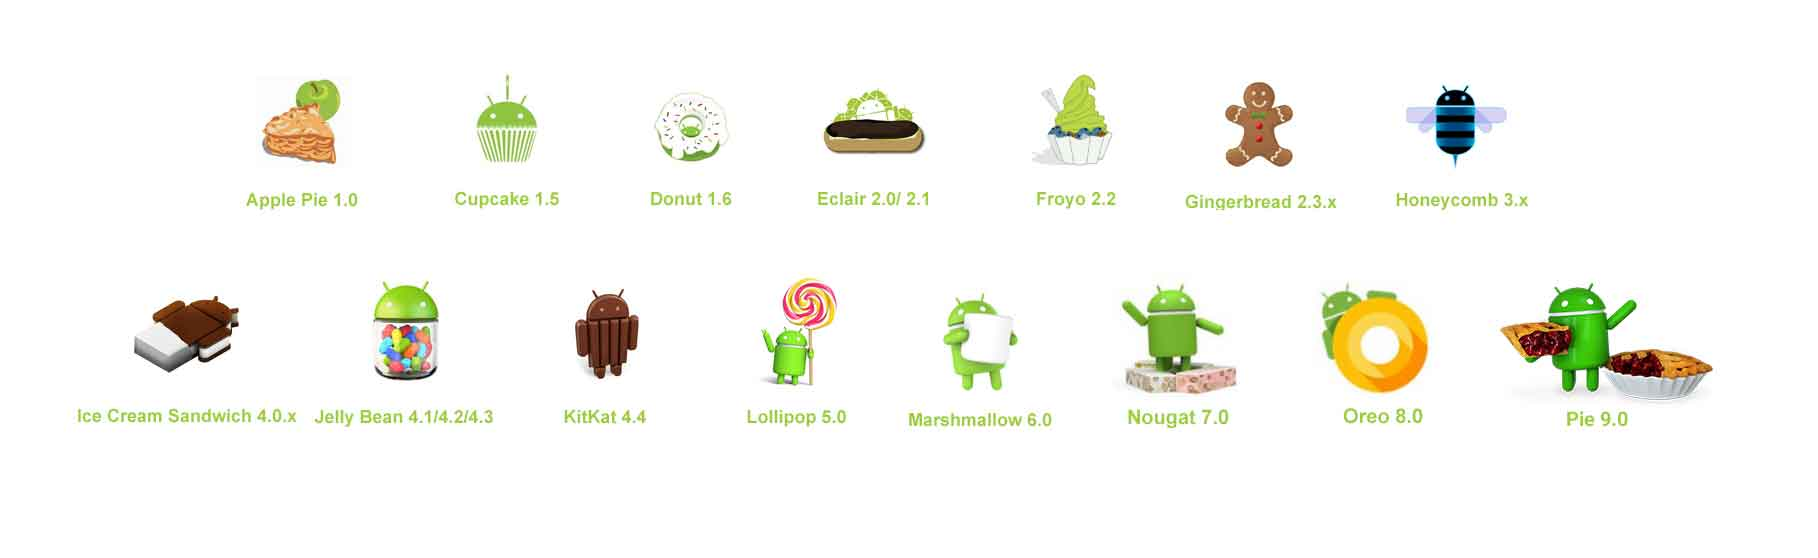 Apple Pie 1.0
Cupcake 1.5
Donut 1.6
Eclair 2.0/ 2.1
Froyo 2.2
Gingerbread 2.3.x
Honeycomb 3.x
Ice Cream Sandwich 4.0.x
Jelly Bean 4.1/4.2/4.3
KitKat 4.4
Lollipop 5.0
Marshmallow 6.0
Nougat 7.0
Oreo 8.0
Pie 9.0